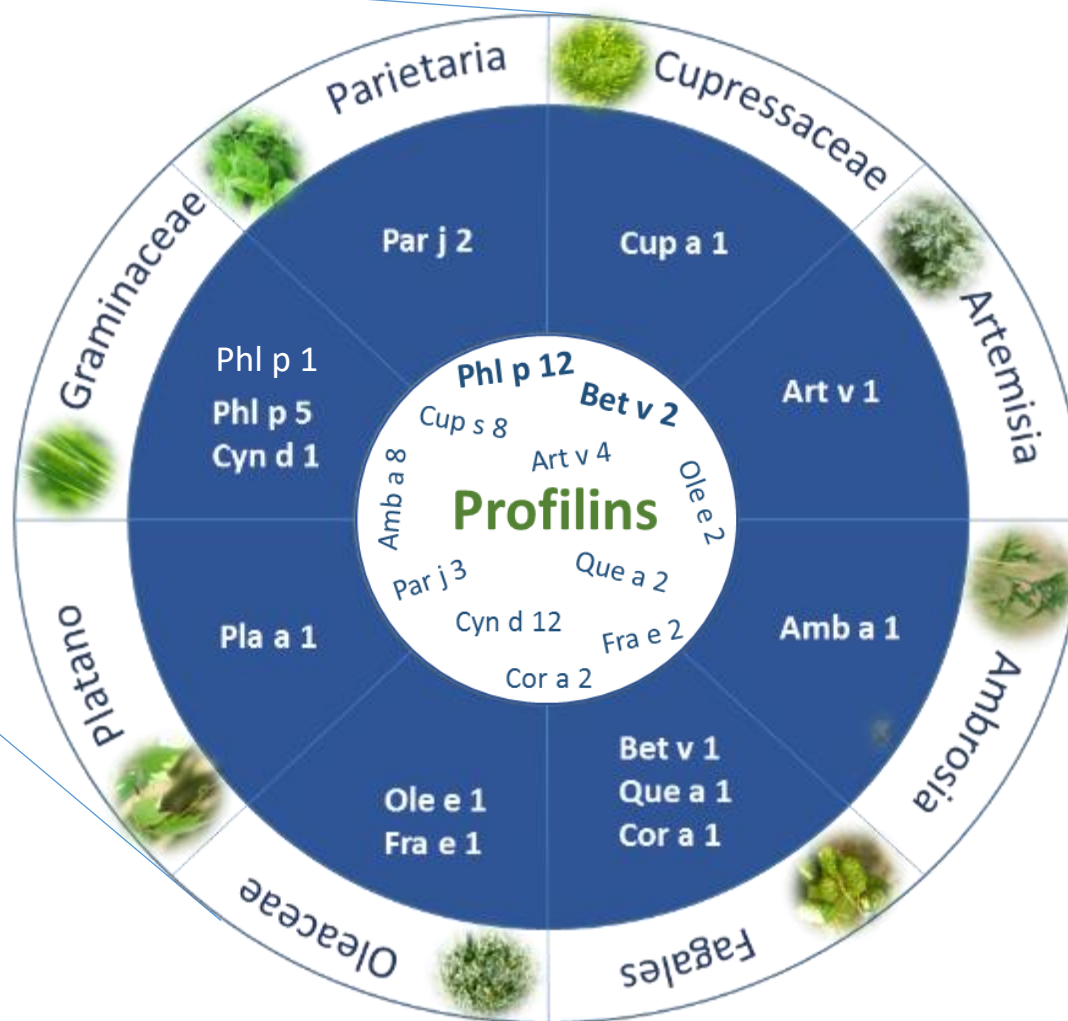 Parietaria
Cupressaceae
Graminaceae
Artemisia
Par j 2
Cup a 1
Phl p 1
Phl p 5
Cyn d 1
Art v 1
Phl p 12
Bet v 2
Cup s 8
Art v 4
Amb a 8
Ole e 2
Profilins
Par j 3
Que a 2
Cyn d 12
Fra e 2
Cor a 2
Pla a 1
Amb a 1
Ole e 1
Fra e 1
Bet v 1
Que a 1
Cor a 1
Platano
Ambrosia
Oleaceae
Fagales